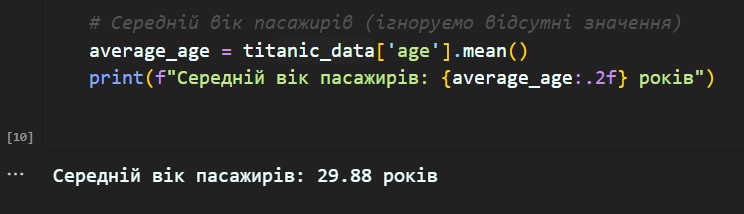 # Середній вік пасажирів (ігноруємо відсутні значення)
average_age = titanic_data['age'].mean()
print(f"Середній вік пасажирів: {average_age:.2f} років")
[10]
... Середній вік пасажирів: 29.88 років